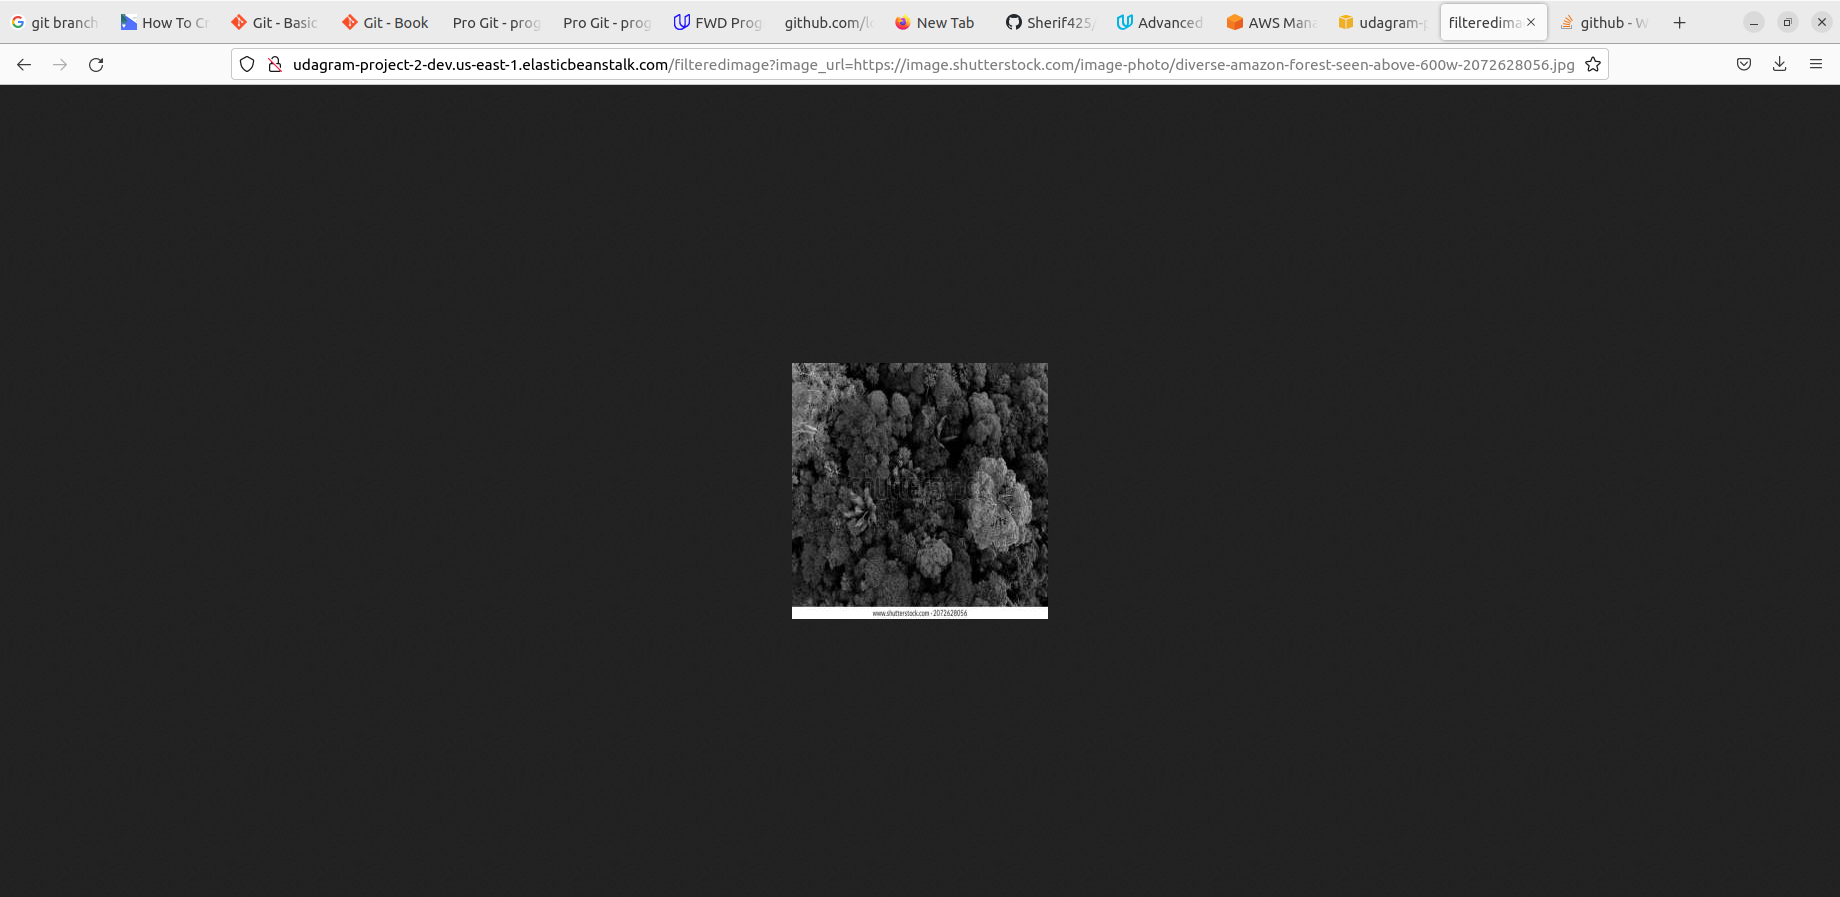 git branch
How To Cr
Git - Basic
Git - Book
Pro Git - prog
Pro Git - prog
FWD Prog
github.com/lo
New Tab
Sherif425/
Advanced
AWS Mana
udagram-p
filteredima
github - W
udagram-project-2-dev.us-east-1.elasticbeanstalk.com/filteredimage?image_url=https://image.shutterstock.com/image-photo/diverse-amazon-forest-seen-above-600w-2072628056.jpg
shutterstock
www.shutterstock.com · 2072628056